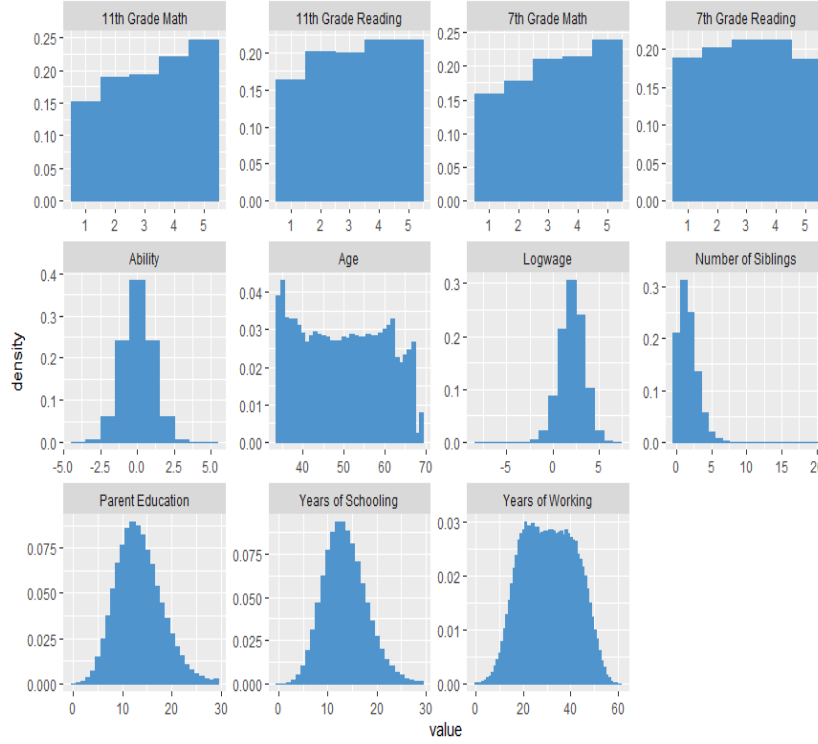 11th Grade Math 11th Grade Reading 7th Grade Math 7th Grade Reading
0.25 0.20 0.15 0.10 0.05 0.00
1 2 3 4 5
0.20 0.15 0.10 0.05 0.00
1 2 3 4 5
0.25 0.20 0.15 0.10 0.05 0.00
1 2 3 4 5
0.20 0.15 0.10 0.05 0.00
1 2 3 4 5
density
Ability Age Logwage Number of Siblings
0.4 0.3 0.2 0.1 0.0
-5.0 -2.5 0.0 2.5 5.0
0.04 0.03 0.02 0.01 0.00
40 50 60 70
0.3 0.2 0.1 0.0
-5 0 5
0.3 0.2 0.1 0.0
0 5 10 15 20
Parent Education Years of Schooling Years of Working
0.075 0.050 0.025 0.000
0 10 20 30
0.075 0.050 0.025 0.000
0 10 20 30
0.03 0.02 0.01 0.00
0 20 40 60
value